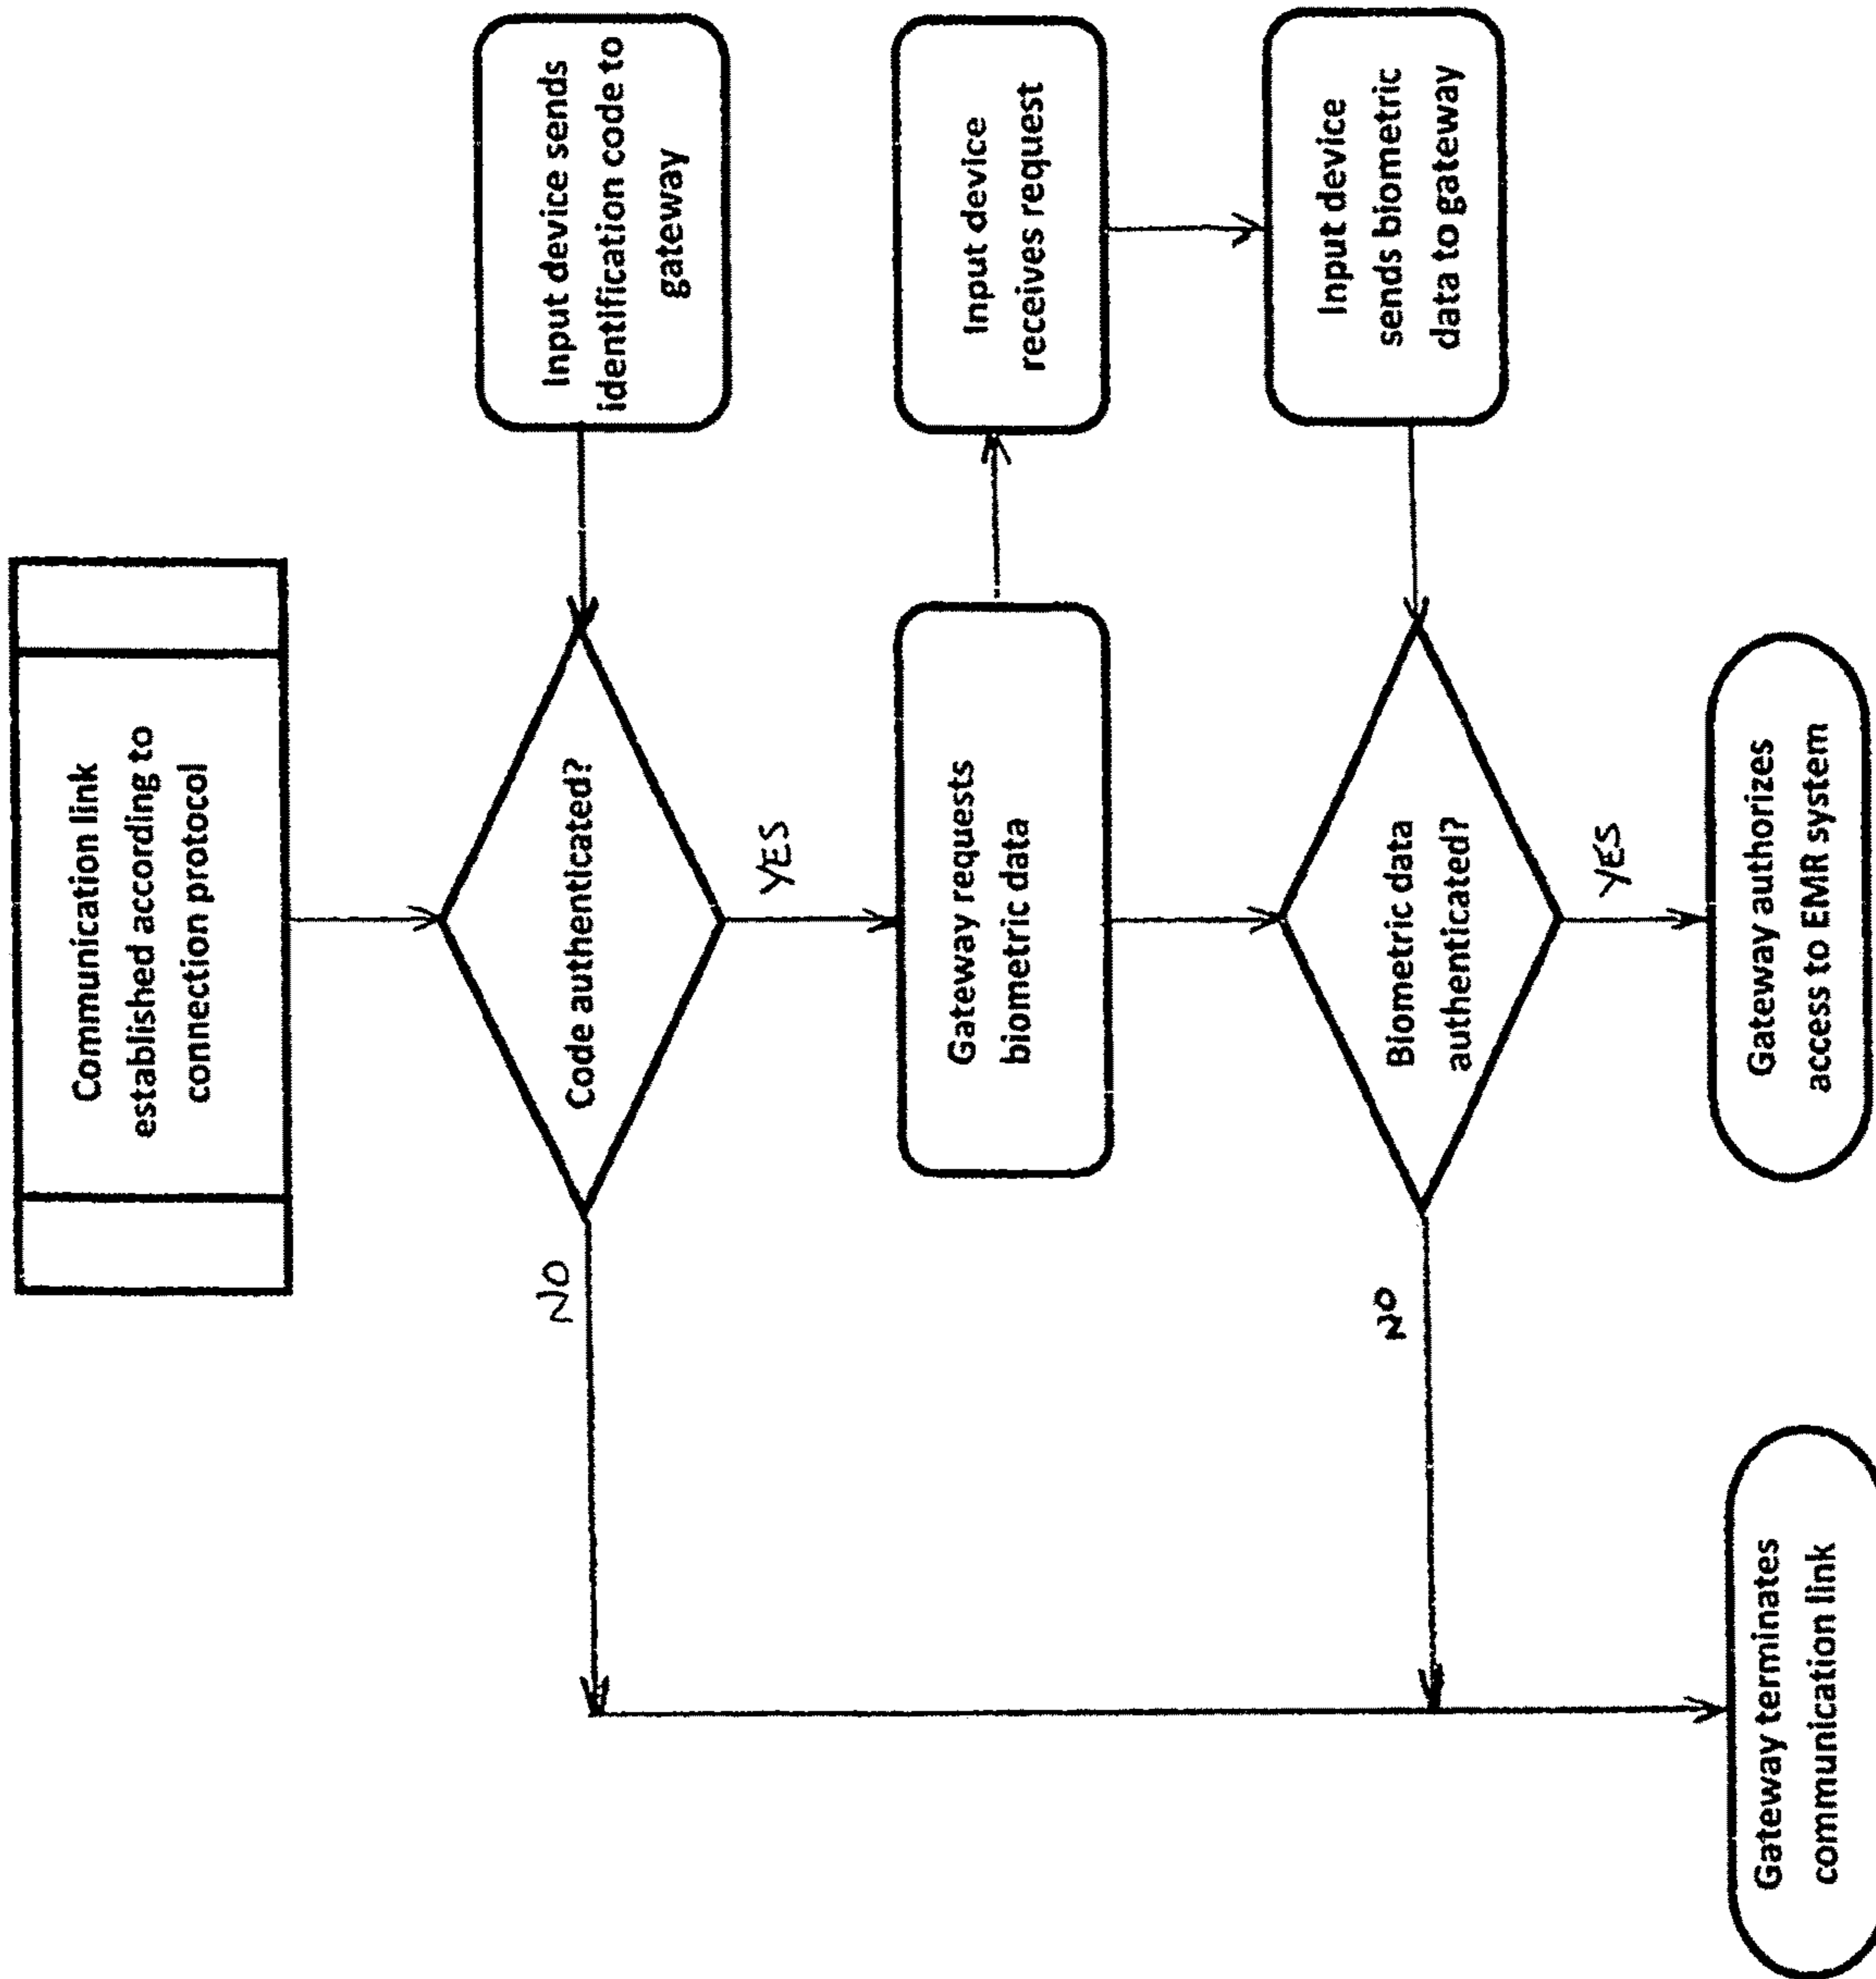 Communication link
established according to
connection protocol
Input device sends
identification code to
gateway
Code authenticated?
NO
YES
Gateway requests
biometric data
Input device
receives request
Input device
sends biometric
data to gateway
Biometric data
authenticated?
NO
YES
Gateway authorizes
access to EMR system
Gateway terminates
communication link